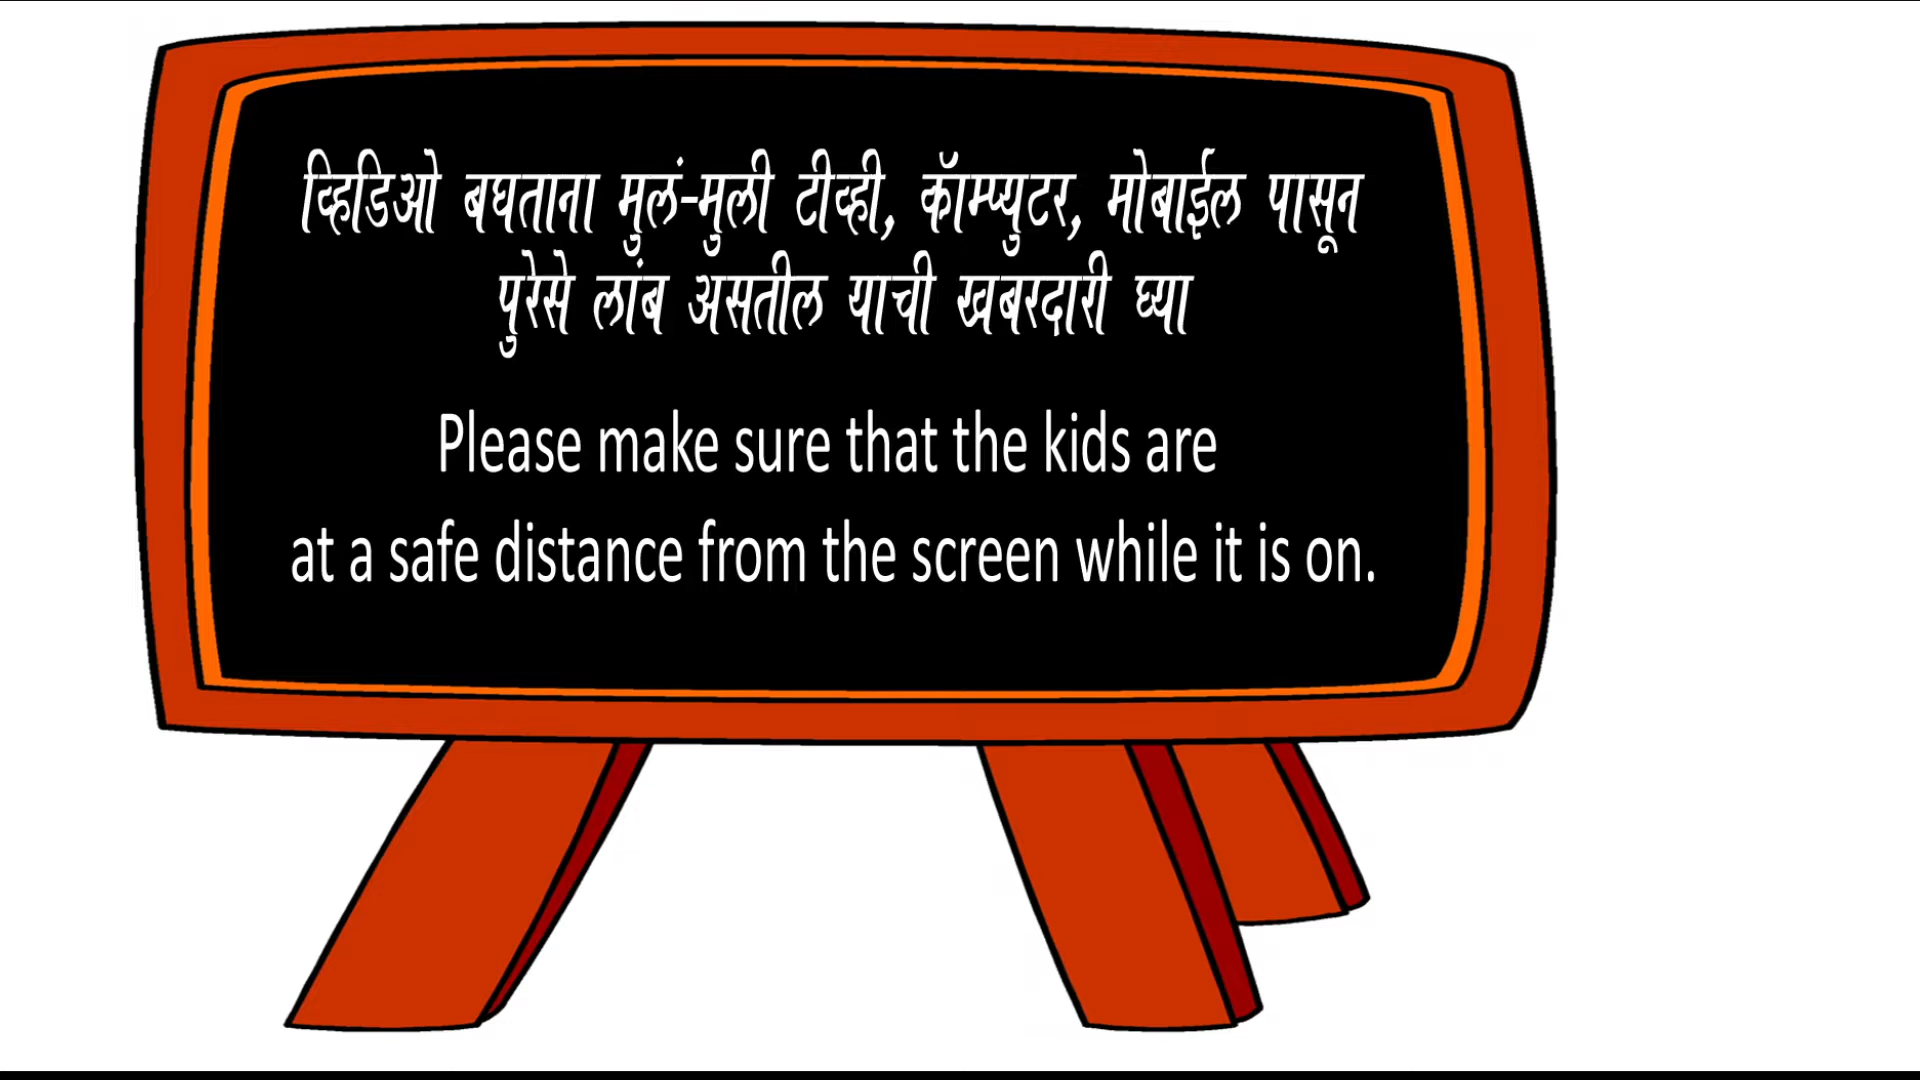 व्हिडिओ बघताना मुलं-मुली टीव्ही, कॉम्प्युटर, मोबाईल पासून
पुरेसे लांब असतील याची खबरदारी घ्या
Please make sure that the kids are
at a safe distance from the screen while it is on.